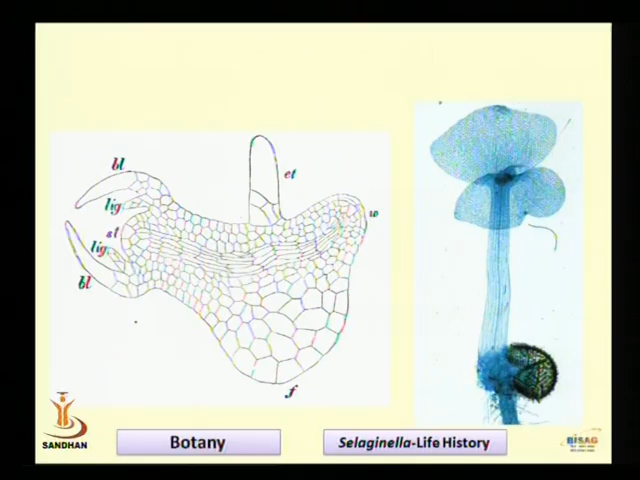 bl
et
lig
w
st
lig
bl
f
SANDHAN
Botany
Selaginella-Life History
BISAG